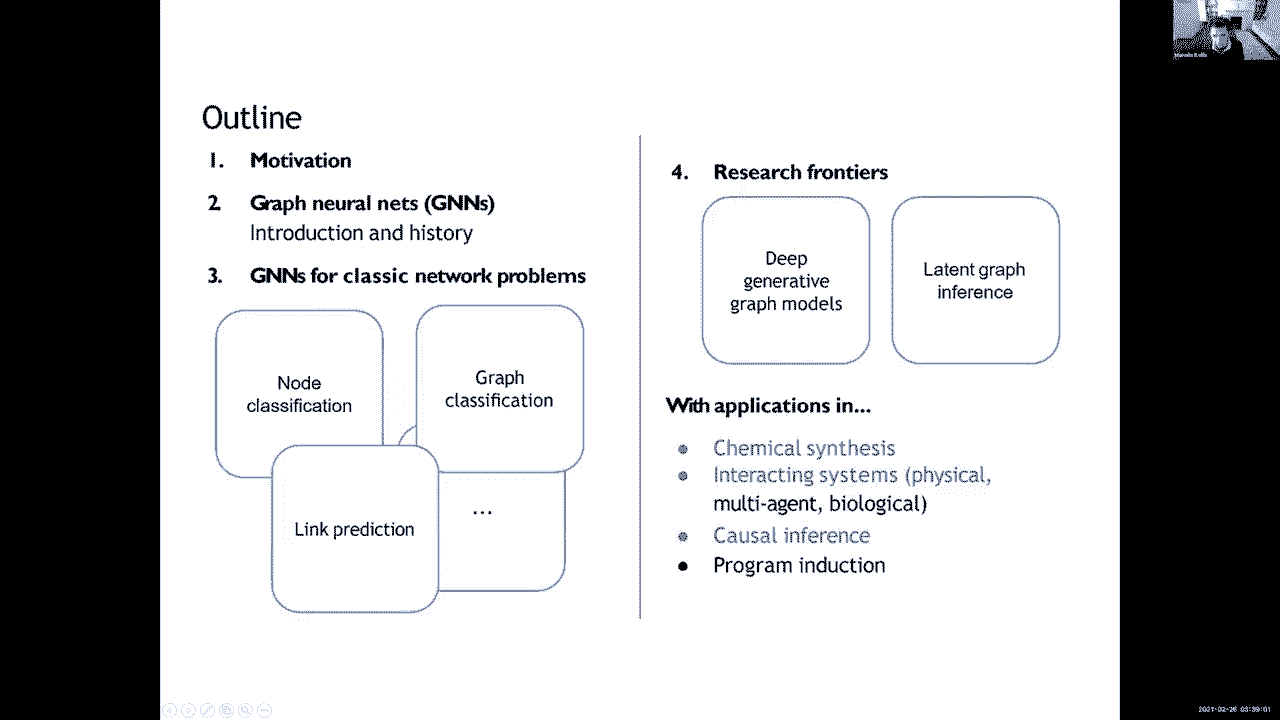 Outline
1. Motivation
2. Graph neural nets (GNNs)
Introduction and history
3. GNNs for classic network problems
Node
classification
Graph
classification
Link prediction
...
4. Research frontiers
Deep
generative
graph models
Latent graph
inference
With applications in...
● Chemical synthesis
● Interacting systems (physical,
multi-agent, biological)
● Causal inference
● Program induction
2021-02-26 03:39:01